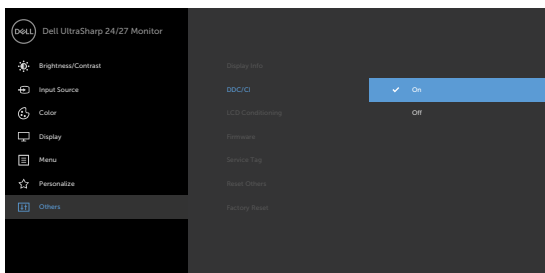 DELL Dell UltraSharp 24/27 Monitor
Brightness/Contrast Display Info
Input Source DDC/CI On
Color LCD Conditioning Off
Display Firmware
Menu Service Tag
Personalize Reset Others
Others Factory Reset